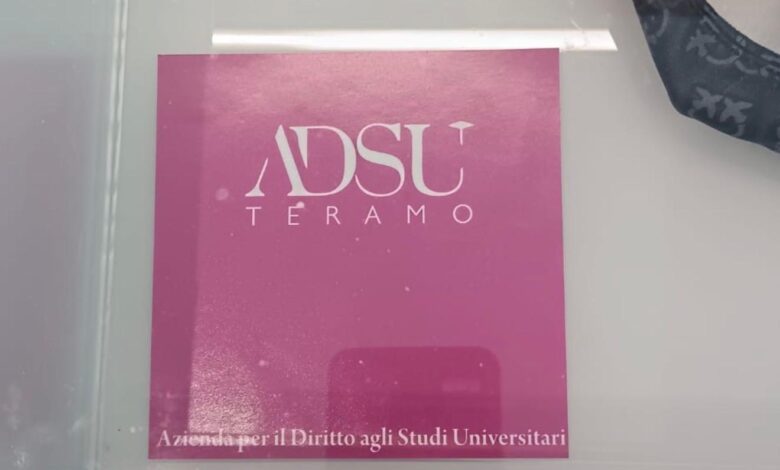 ADSU
TERAMO
Azienda per il Diritto agli Studi Universitari